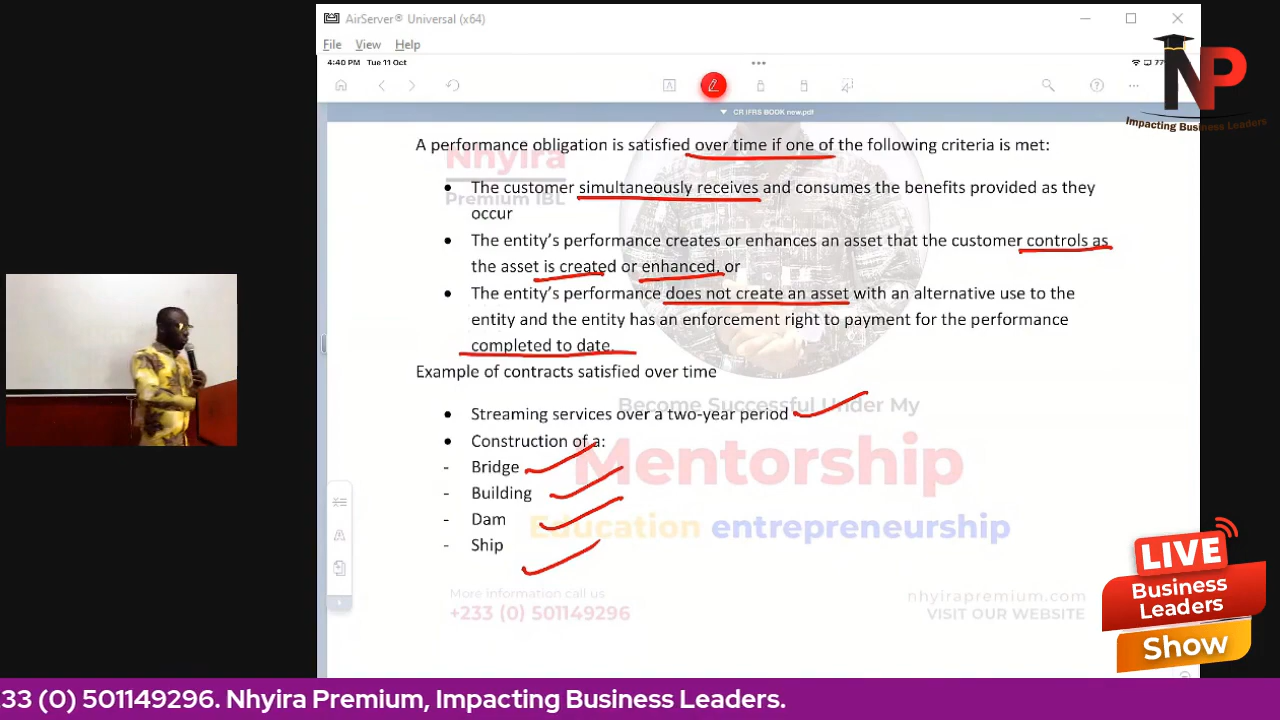 AirServer® Universal (x64)
File View Help
4:40 PM Tue 11 Oct
CR IFRS BOOK new.pdf
NP
Impacting Business Leaders
A performance obligation is satisfied over time if one of the following criteria is met:
Nhyira
Premium IBL
• The customer simultaneously receives and consumes the benefits provided as they
occur
• The entity's performance creates or enhances an asset that the customer controls as
the asset is created or enhanced, or
• The entity's performance does not create an asset with an alternative use to the
entity and the entity has an enforcement right to payment for the performance
completed to date.
Example of contracts satisfied over time
Become Successful Under My
• Streaming services over a two-year period
• Construction of a:
Mentorship
- Bridge
- Building
- Dam
Education entrepreneurship
- Ship
More information call us
+233 (0) 501149296
nhyirapremium.com
VISIT OUR WEBSITE
LIVE
Business
Leaders
Show
33 (0) 501149296. Nhyira Premium, Impacting Business Leaders.